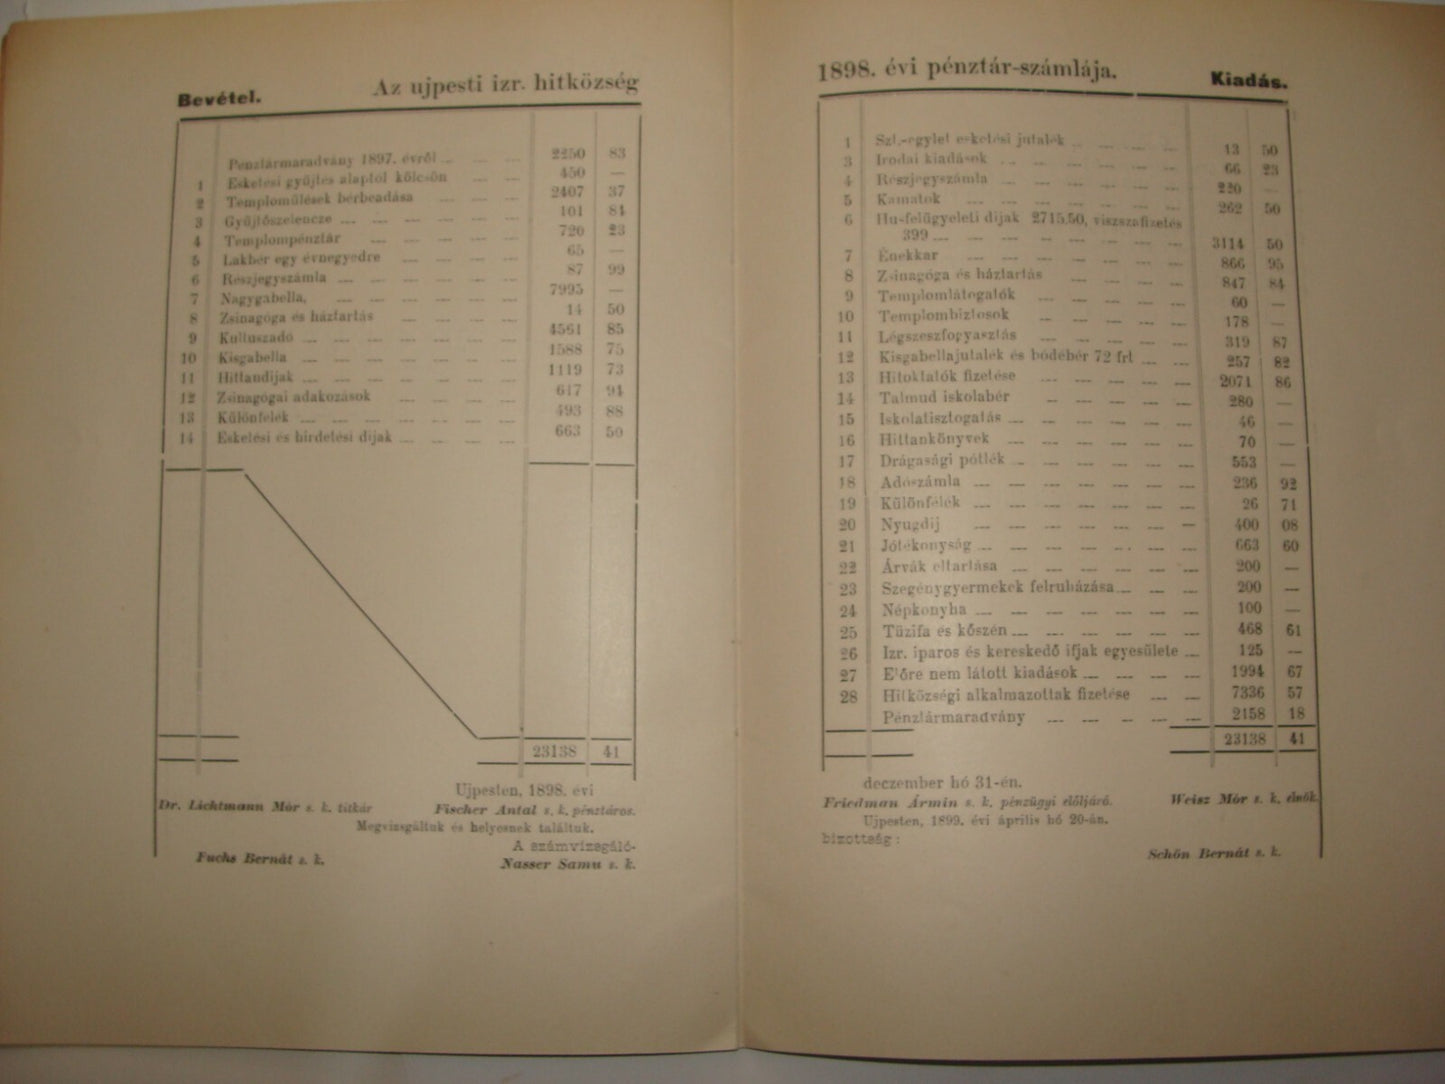 Bevétel. Az ujpesti izr. hitközség
Pénztármaradvány 1897. évről 2250 83
1 Esketési gyűjtés alaptól kölcsön 450 —
2 Templomülések bérbeadása 2407 37
3 Gyűjtőszelencze 101 84
4 Templompénztár 720 23
5 Lakbér egy évnegyedre 65 —
6 Részjegyszámla 87 99
7 Nagygabella, 7995 —
8 Zsinagóga és háztartás 14 50
9 Kultuszadó 4561 85
10 Kisgabella 1588 75
11 Hittandijak 1119 73
12 Zsinagógai adakozások 617 94
13 Különfélék 493 88
14 Esketési és hirdetési dijak 663 50
23138 41
Ujpesten, 1898. évi
Dr. Lichtmann Mór s. k. titkár Fischer Antal s. k. pénztáros.
Megvizsgáltuk és helyesnek találtuk.
A számvizsgáló-
Fuchs Bernát s. k. Nasser Samu s. k.
1898. évi pénztár-számlája. Kiadás.
1 Szt.-egylet esketési jutalék 13 50
3 Irodai kiadások 66 23
4 Részjegyszámla 220 —
5 Kamatok 262 50
6 Hus-felügyeleti dijak 2715.50, viszszafizetés
399 3114 50
7 Énekkar 866 95
8 Zsinagóga és háztartás 847 84
9 Templomlátogatók 60 —
10 Templombiztosok 178 —
11 Légszeszfogyasztás 319 87
12 Kisgabellajutalék és bódébér 72 frt 257 82
13 Hitoktatók fizetése 2071 86
14 Talmud iskolabér 280 —
15 Iskolatisztogatás 46 —
16 Hittankönyvek 70 —
17 Drágasági pótlék 553 —
18 Adószámla 236 92
19 Különfélék 26 71
20 Nyugdij 400 08
21 Jótékonyság 663 60
22 Árvák eltartása 200 —
23 Szegénygyermekek felruházása 200 —
24 Népkonyha 100 —
25 Tüzifa és kőszén 468 61
26 Izr. iparos és kereskedő ifjak egyesülete 125 —
27 Előre nem látott kiadások 1994 67
28 Hitközségi alkalmazottak fizetése 7336 57
Pénztármaradvány 2158 18
23138 41
deczember hó 31-én.
Friedman Ármin s. k. pénzügyi előljáró. Weisz Mór s. k. elnök.
Ujpesten, 1899. évi április hó 20-án.
bizottság :
Schön Bernát s. k.